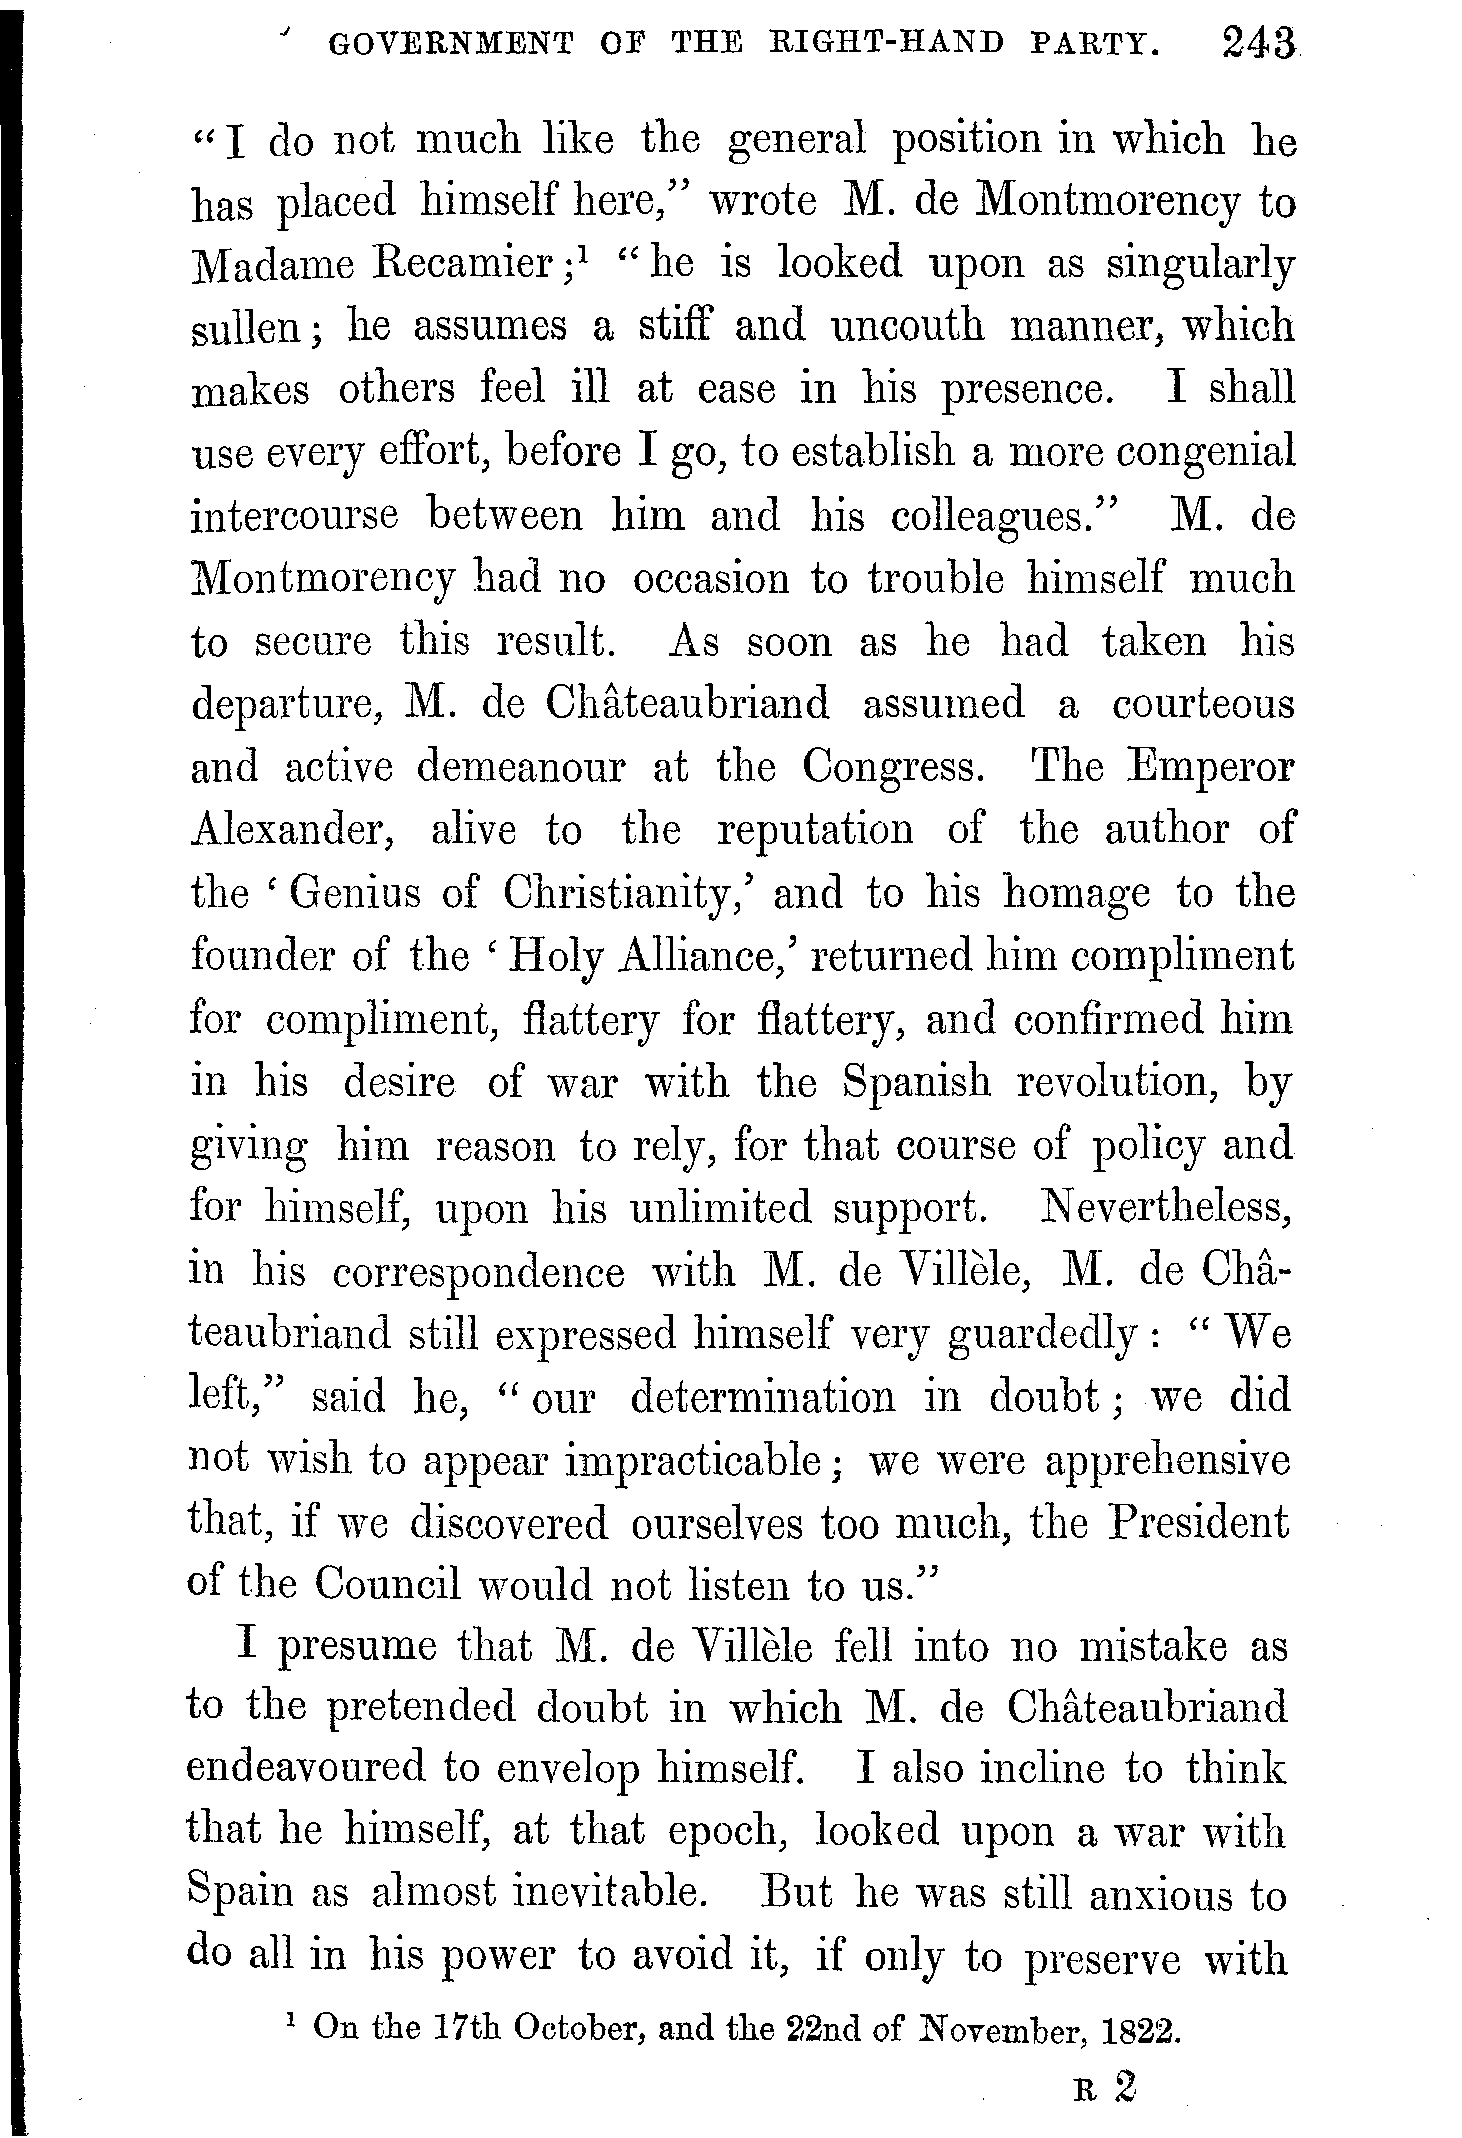 GOVERNMENT OF THE RIGHT-HAND PARTY. 243
“I do not much like the general position in which he
has placed himself here,” wrote M. de Montmorency to
Madame Recamier;¹ “he is looked upon as singularly
sullen; he assumes a stiff and uncouth manner, which
makes others feel ill at ease in his presence. I shall
use every effort, before I go, to establish a more congenial
intercourse between him and his colleagues.” M. de
Montmorency had no occasion to trouble himself much
to secure this result. As soon as he had taken his
departure, M. de Châteaubriand assumed a courteous
and active demeanour at the Congress. The Emperor
Alexander, alive to the reputation of the author of
the ‘Genius of Christianity,’ and to his homage to the
founder of the ‘Holy Alliance,’ returned him compliment
for compliment, flattery for flattery, and confirmed him
in his desire of war with the Spanish revolution, by
giving him reason to rely, for that course of policy and
for himself, upon his unlimited support. Nevertheless,
in his correspondence with M. de Villèle, M. de Châ-
teaubriand still expressed himself very guardedly: “We
left,” said he, “our determination in doubt; we did
not wish to appear impracticable; we were apprehensive
that, if we discovered ourselves too much, the President
of the Council would not listen to us.”
I presume that M. de Villèle fell into no mistake as
to the pretended doubt in which M. de Châteaubriand
endeavoured to envelop himself. I also incline to think
that he himself, at that epoch, looked upon a war with
Spain as almost inevitable. But he was still anxious to
do all in his power to avoid it, if only to preserve with
¹ On the 17th October, and the 22nd of November, 1822.
R 2